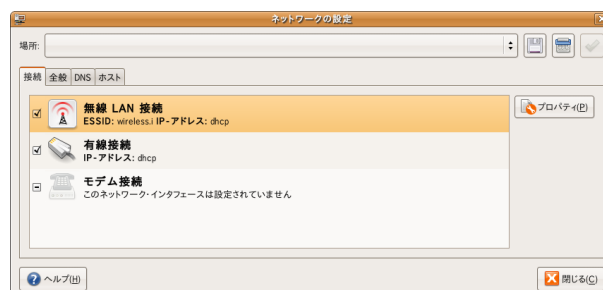 ネットワークの設定
場所:
接続 全般 DNS ホスト
無線 LAN 接続
ESSID: wireless.i IP-アドレス: dhcp
プロパティ(P)
有線接続
IP-アドレス: dhcp
モデム接続
このネットワーク・インタフェースは設定されていません
ヘルプ(H)
閉じる(C)